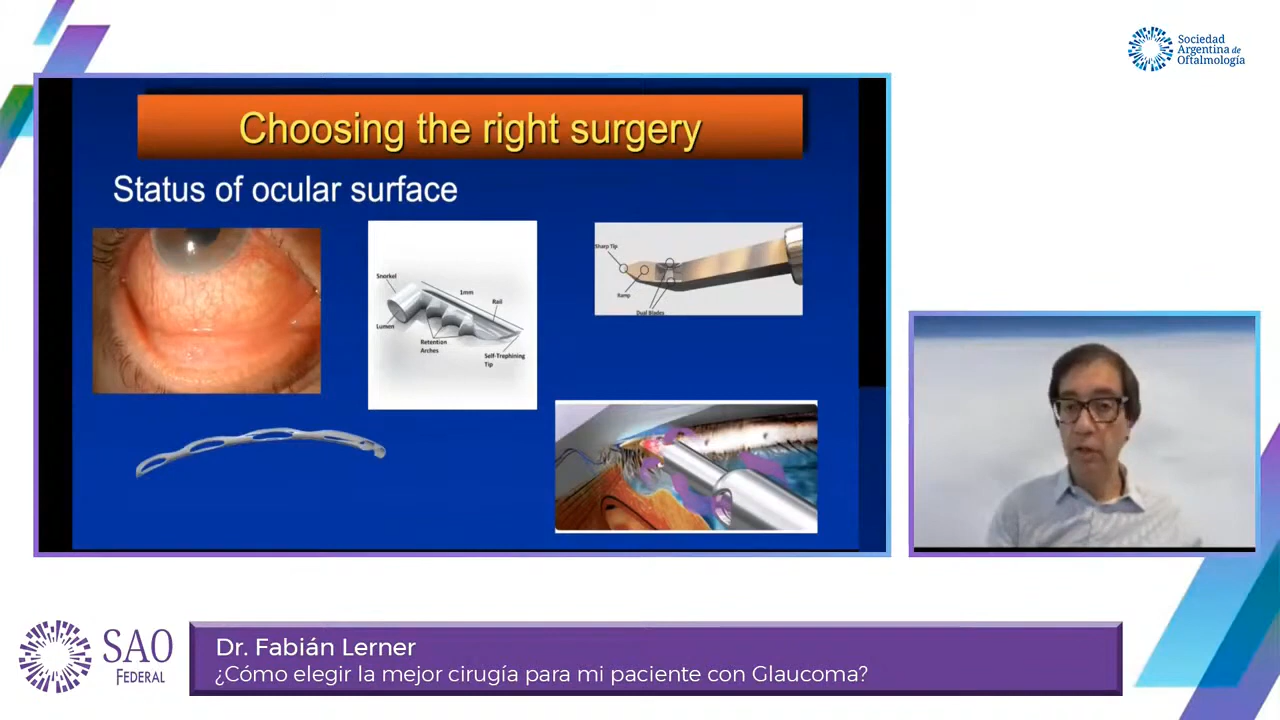 Sociedad
Argentina de
Oftalmología
Choosing the right surgery
Status of ocular surface
Snorkel
1mm
Rail
Lumen
Retention
Arches
Self-Trephining
Tip
Sharp Tip
Ramp
Dual Blades
SAO
FEDERAL
Dr. Fabián Lerner
¿Cómo elegir la mejor cirugía para mi paciente con Glaucoma?